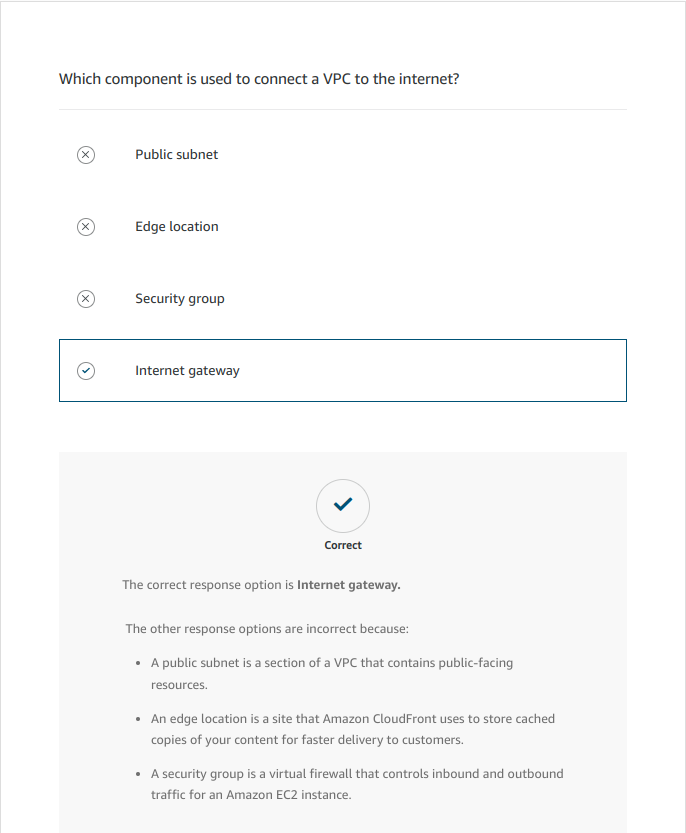 Which component is used to connect a VPC to the internet?
Public subnet
Edge location
Security group
Internet gateway
Correct
The correct response option is Internet gateway.
The other response options are incorrect because:
• A public subnet is a section of a VPC that contains public-facing
resources.
• An edge location is a site that Amazon CloudFront uses to store cached
copies of your content for faster delivery to customers.
• A security group is a virtual firewall that controls inbound and outbound
traffic for an Amazon EC2 instance.